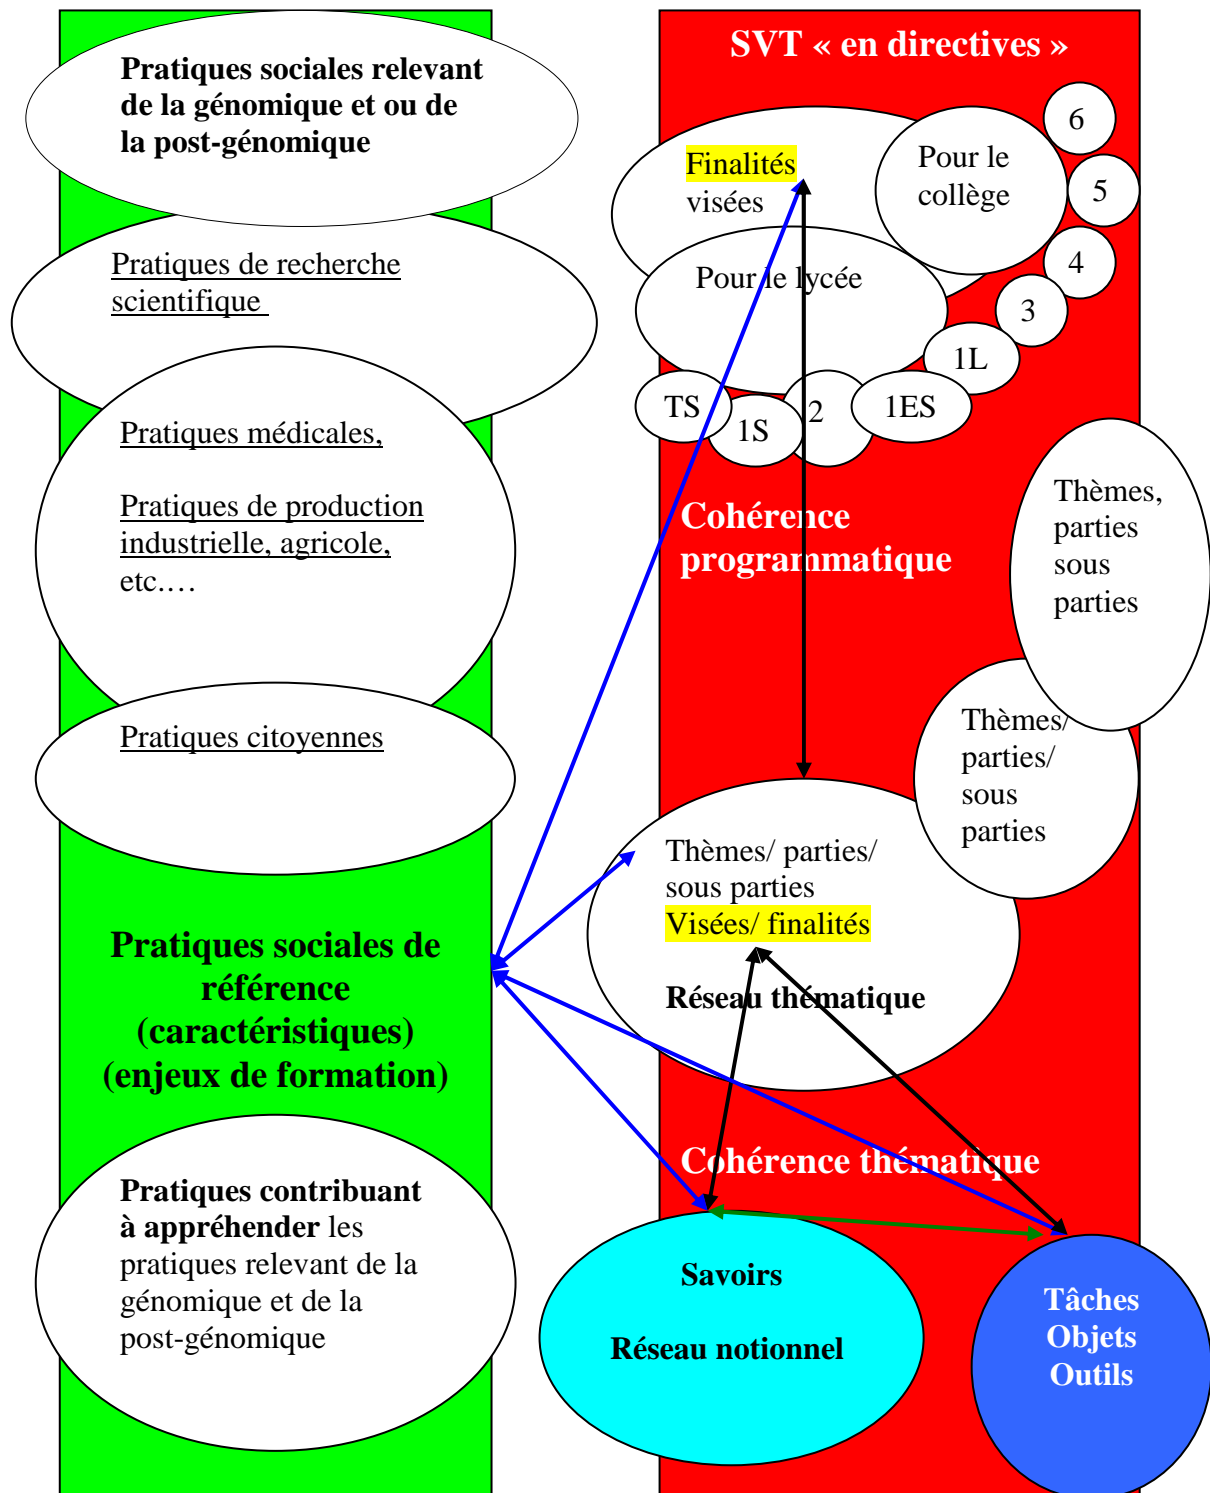 Pratiques sociales relevant
de la génomique et ou de
la post-génomique
Pratiques de recherche
scientifique
Pratiques médicales,
Pratiques de production
industrielle, agricole,
etc.…
Pratiques citoyennes
Pratiques sociales de
référence
(caractéristiques)
(enjeux de formation)
Pratiques contribuant
à appréhender les
pratiques relevant de la
génomique et de la
post-génomique
SVT « en directives »
Finalités
visées
Pour le
collège
Pour le lycée
6
5
4
3
1L
1ES
2
1S
TS
Cohérence
programmatique
Thèmes,
parties
sous
parties
Thèmes/
parties/
sous
parties
Thèmes/ parties/
sous parties
Visées/ finalités
Réseau thématique
Cohérence thématique
Savoirs
Réseau notionnel
Tâches
Objets
Outils